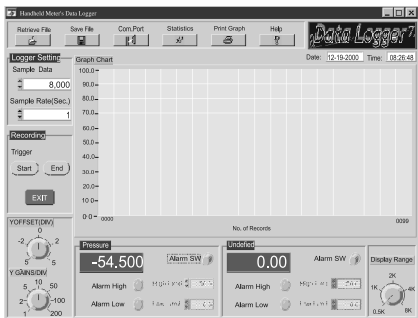 Handheld Meter's Data Logger
Retrieve File Save File Com.Port Statistics Print Graph Help
Data Logger
Date: 12-19-2000 Time: 08:26:48
Logger Setting
Sample Data
8,000
Sample Rate(Sec.)
1
Recording
Trigger
Start End
EXIT
Graph Chart
100.0
90.0
80.0
70.0
60.0
50.0
40.0
30.0
20.0
10.0
0.0
0000 0099
No. of Records
YOFFSET(DIV)
0
-2 2
5 5
Y GAINS/DIV
10 50
5
2 100
1 200
Pressure
-54.500
Alarm SW
Alarm High
Alarm Low
Undefied
0.00
Alarm SW
Alarm High
Alarm Low
Display Range
2K
1K 4K
0.5K 8K